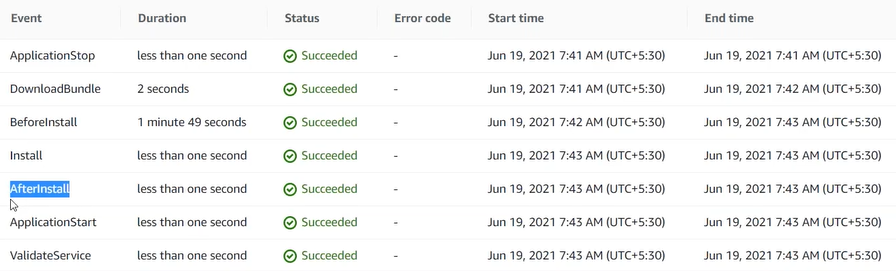 Event Duration Status Error code Start time End time
ApplicationStop less than one second Succeeded - Jun 19, 2021 7:41 AM (UTC+5:30) Jun 19, 2021 7:41 AM (UTC+5:30)
DownloadBundle 2 seconds Succeeded - Jun 19, 2021 7:41 AM (UTC+5:30) Jun 19, 2021 7:42 AM (UTC+5:30)
BeforeInstall 1 minute 49 seconds Succeeded - Jun 19, 2021 7:42 AM (UTC+5:30) Jun 19, 2021 7:43 AM (UTC+5:30)
Install less than one second Succeeded - Jun 19, 2021 7:43 AM (UTC+5:30) Jun 19, 2021 7:43 AM (UTC+5:30)
AfterInstall less than one second Succeeded - Jun 19, 2021 7:43 AM (UTC+5:30) Jun 19, 2021 7:43 AM (UTC+5:30)
ApplicationStart less than one second Succeeded - Jun 19, 2021 7:43 AM (UTC+5:30) Jun 19, 2021 7:43 AM (UTC+5:30)
ValidateService less than one second Succeeded - Jun 19, 2021 7:43 AM (UTC+5:30) Jun 19, 2021 7:43 AM (UTC+5:30)